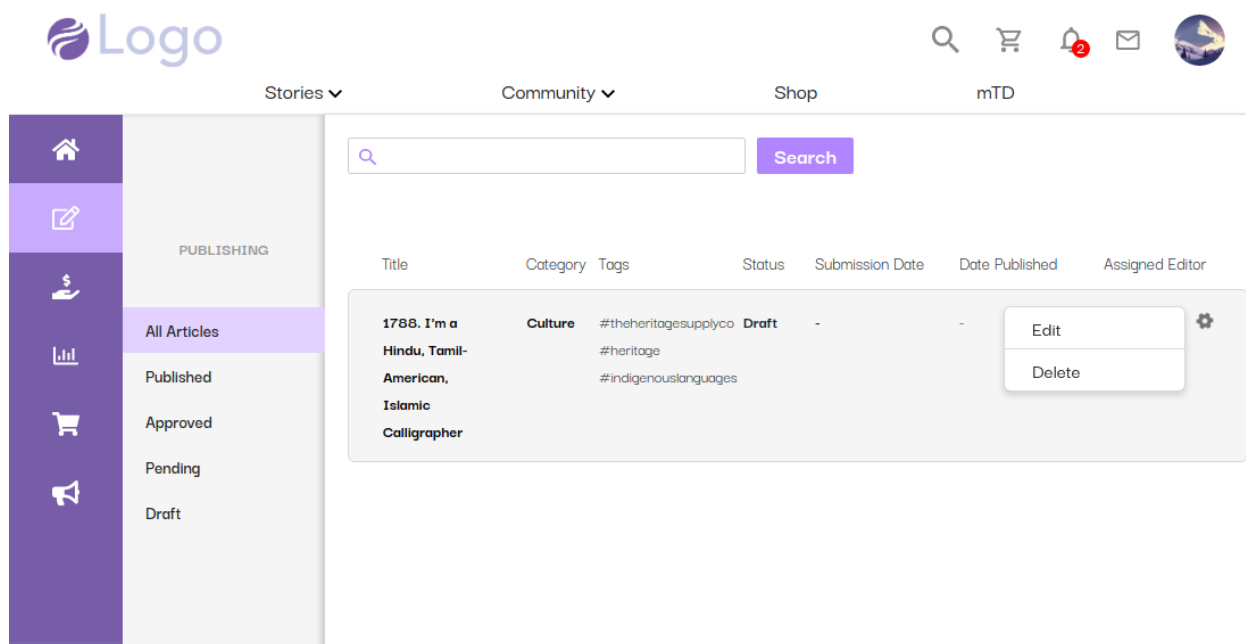 Logo
2
Stories Community Shop mTD
Search
PUBLISHING
All Articles
Published
Approved
Pending
Draft
Title Category Tags Status Submission Date Date Published Assigned Editor
1788. I'm a Culture #theheritagesupplyco Draft - -
Hindu, Tamil- #heritage
American, #indigenouslanguages
Islamic
Calligrapher
Edit
Delete